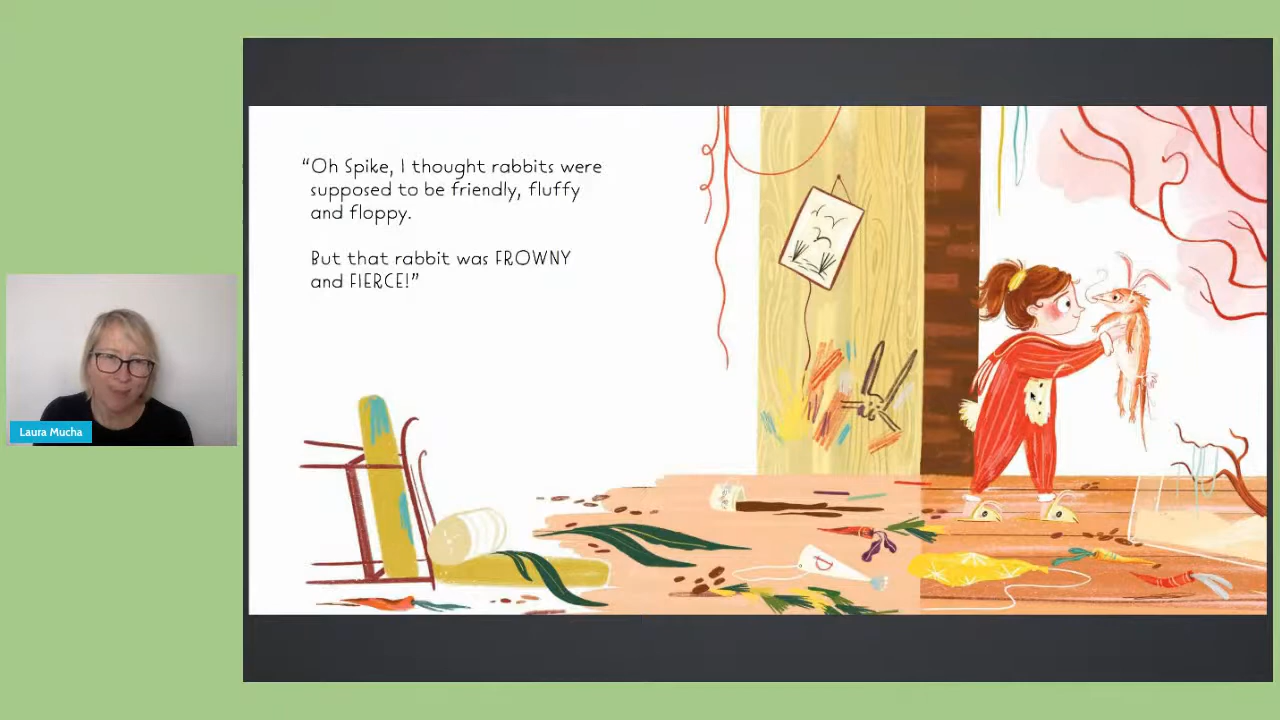 “Oh Spike, I thought rabbits were
supposed to be friendly, fluffy
and floppy.
But that rabbit was FROWNY
and FIERCE!”
Laura Mucha